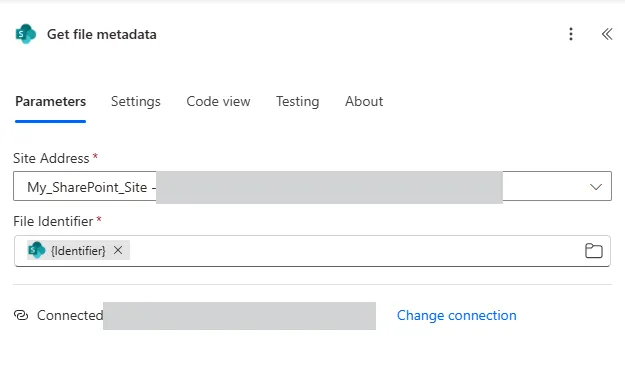 Get file metadata
Parameters Settings Code view Testing About
Site Address *
My_SharePoint_Site -
File Identifier *
{Identifier}
Connected Change connection